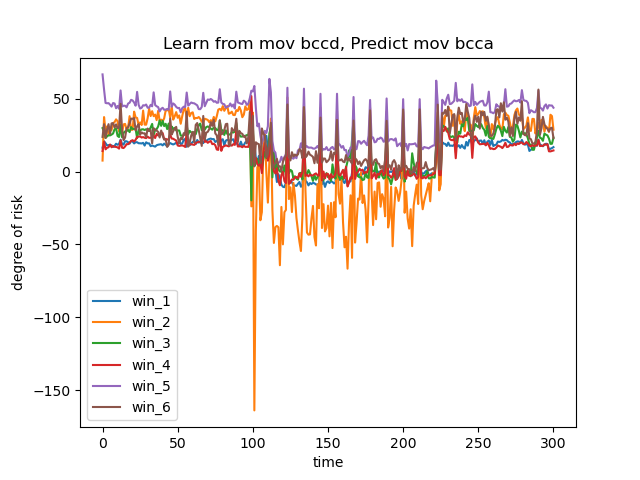 Learn from mov bccd, Predict mov bcca
degree of risk
50
0
−50
−100
−150
win_1
win_2
win_3
win_4
win_5
win_6
0 50 100 150 200 250 300
time